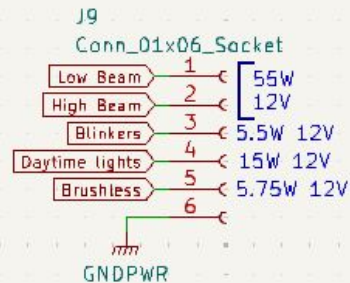 J9
Conn_01x06_Socket
Low Beam 1 55W
High Beam 2 12V
Blinkers 3 5.5W 12V
Daytime lights 4 15W 12V
Brushless 5 5.75W 12V
6
GNDPWR